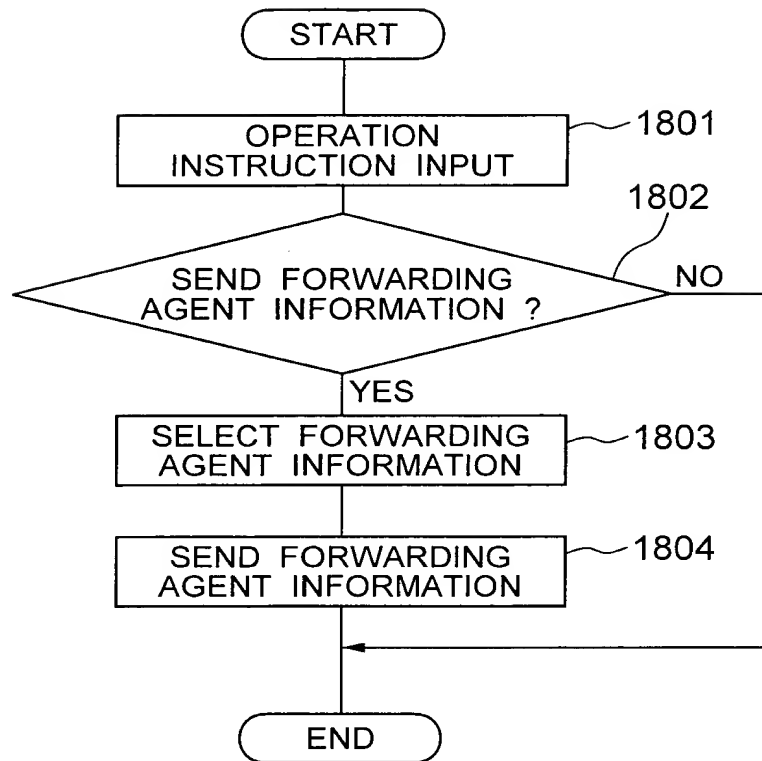 START
OPERATION
INSTRUCTION INPUT
1801
1802
SEND FORWARDING
AGENT INFORMATION ?
NO
YES
SELECT FORWARDING
AGENT INFORMATION
1803
SEND FORWARDING
AGENT INFORMATION
1804
END